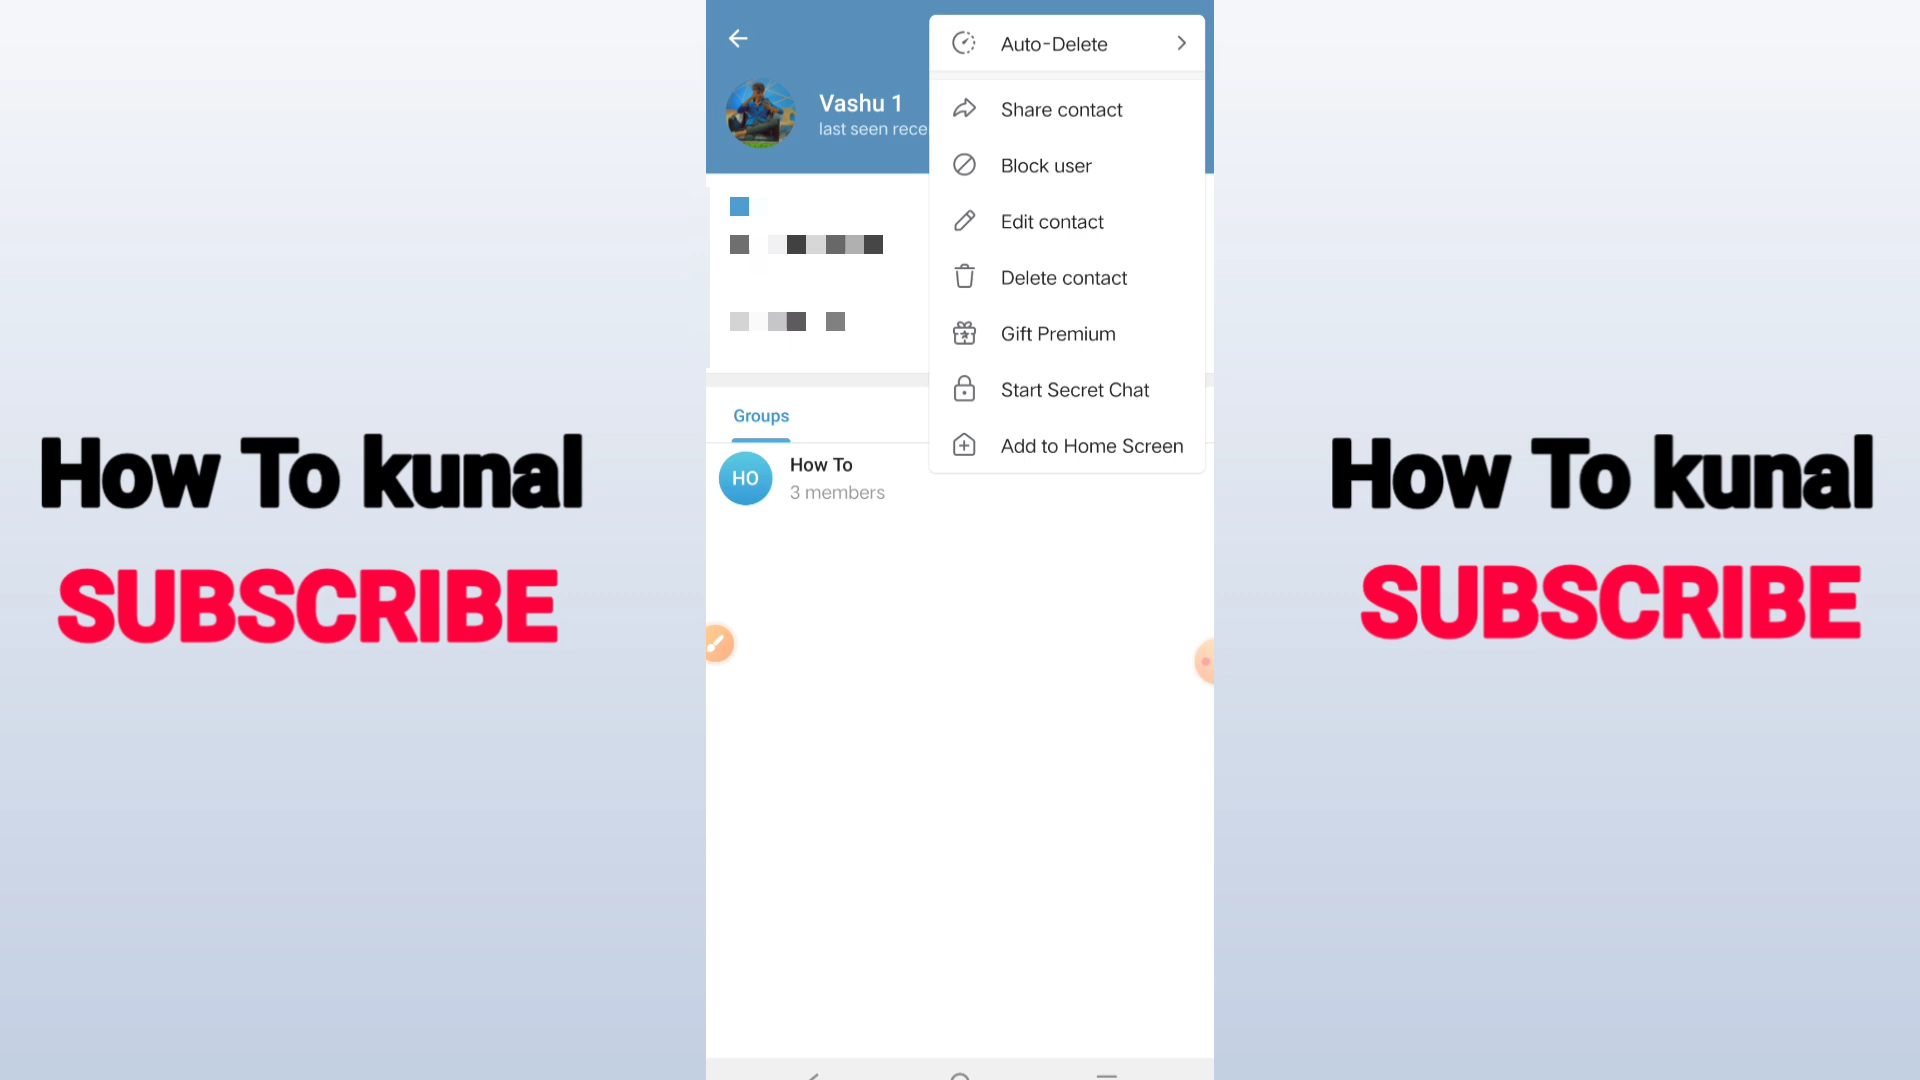 How To kunal
SUBSCRIBE
Vashu 1
last seen rece
Groups
HO
How To
3 members
Auto-Delete
Share contact
Block user
Edit contact
Delete contact
Gift Premium
Start Secret Chat
Add to Home Screen
How To kunal
SUBSCRIBE